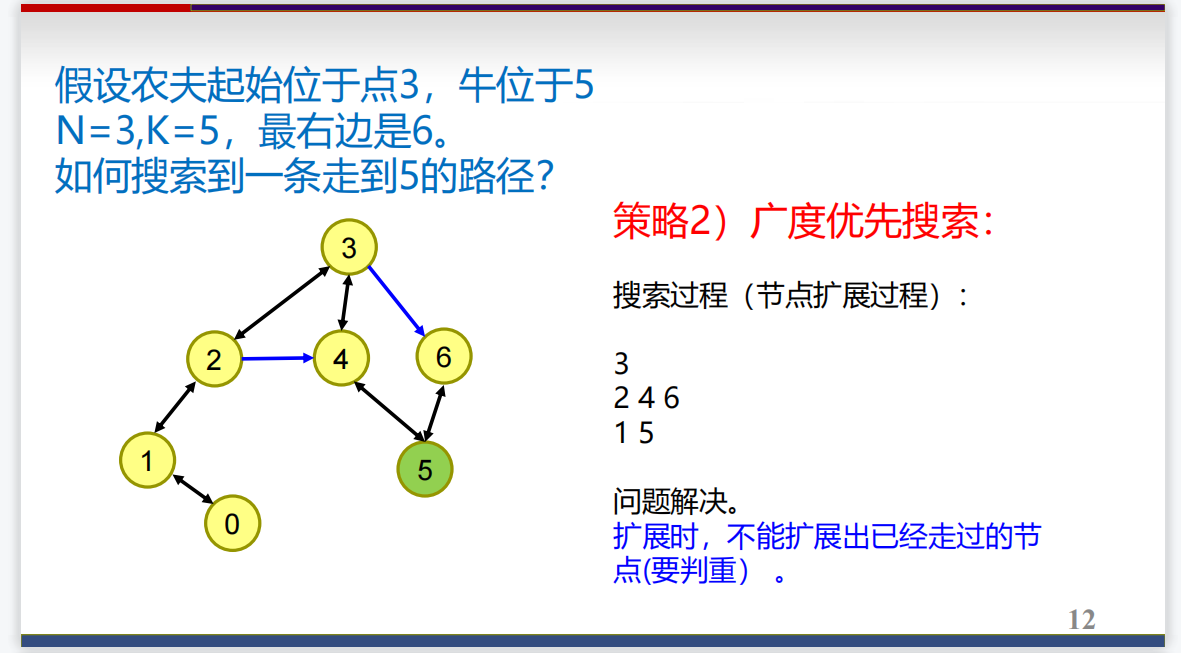 假设农夫起始位于点3，牛位于5
N=3,K=5，最右边是6。
如何搜索到一条走到5的路径？
策略2）广度优先搜索：
搜索过程（节点扩展过程）：
3
2 4 6
1 5
问题解决。
扩展时，不能扩展出已经走过的节
点(要判重） 。
3
2
4
6
1
5
0
12